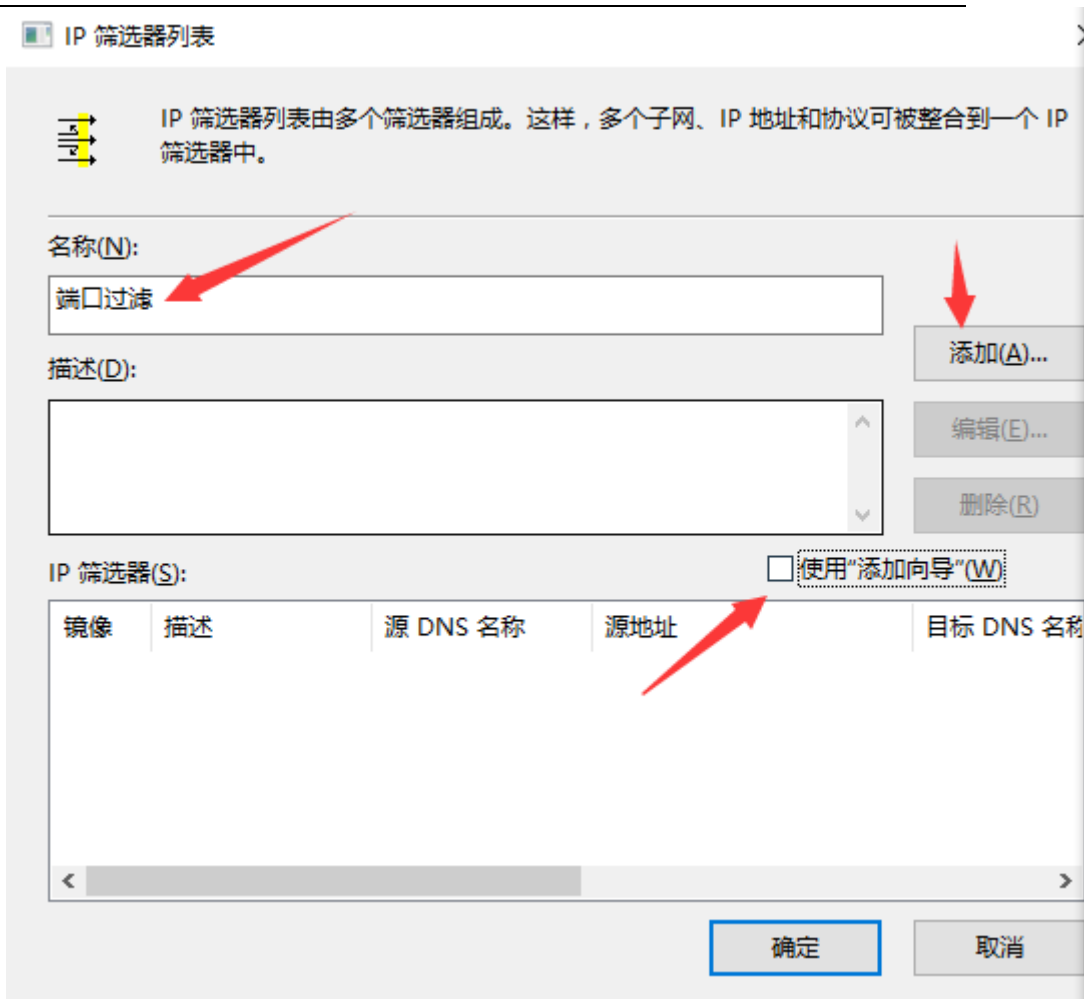 IP 筛选器列表
IP 筛选器列表由多个筛选器组成。这样，多个子网、IP 地址和协议可被整合到一个 IP
筛选器中。
名称(N):
端口过滤
添加(A)...
描述(D):
编辑(E)...
删除(R)
IP 筛选器(S):
使用“添加向导”(W)
镜像 描述 源 DNS 名称 源地址 目标 DNS 名称
确定 取消